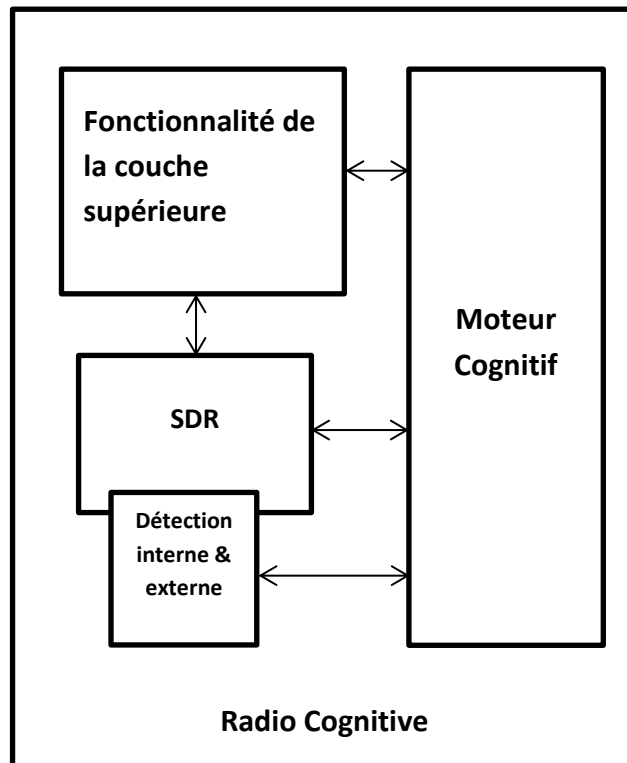 Fonctionnalité de
la couche
supérieure
Moteur
Cognitif
SDR
Détection
interne &
externe
Radio Cognitive